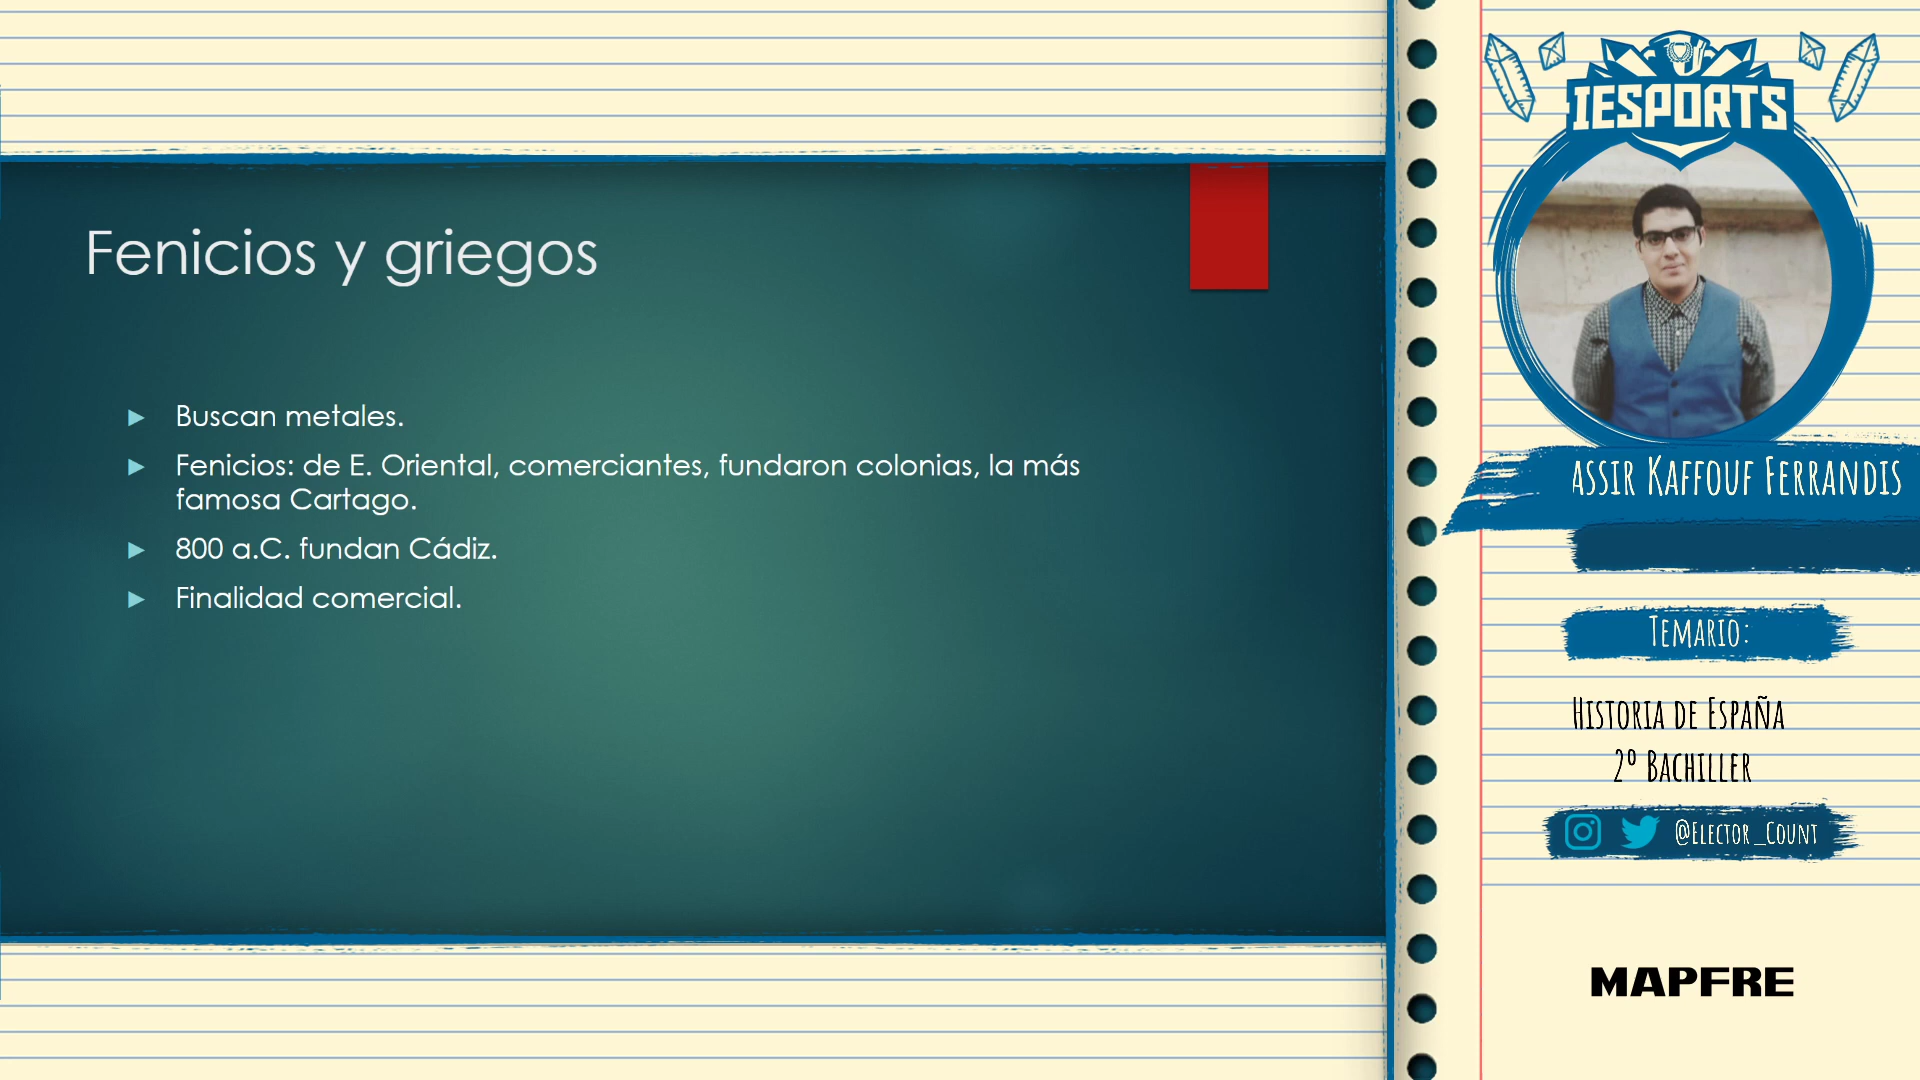 Fenicios y griegos
Buscan metales.
Fenicios: de E. Oriental, comerciantes, fundaron colonias, la más
famosa Cartago.
800 a.C. fundan Cádiz.
Finalidad comercial.
IESPORTS
ASSIR KAFFOUF FERRANDIS
TEMARIO:
HISTORIA DE ESPAÑA
2º BACHILLER
@ELECTOR_COUNT
MAPFRE